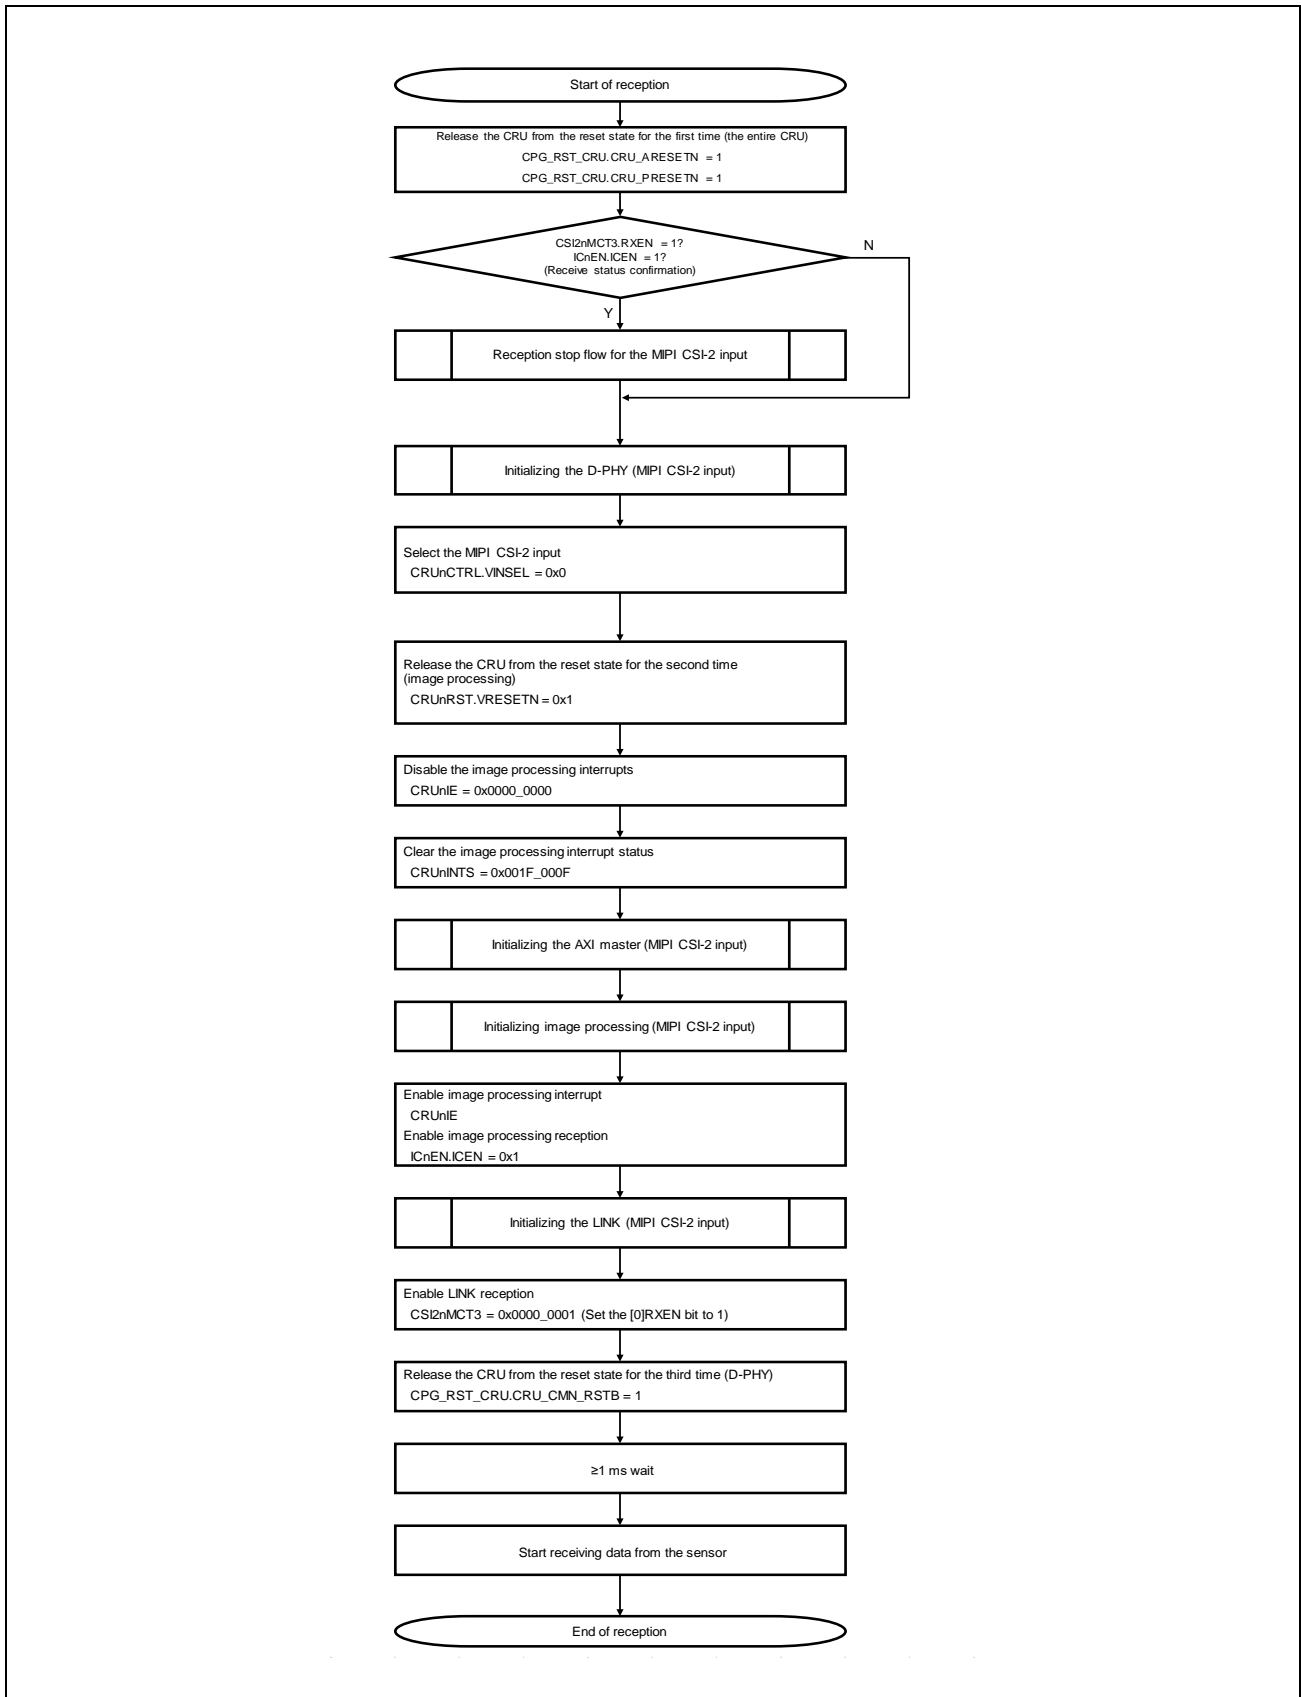 Start of reception
Release the CRU from the reset state for the first time (the entire CRU)
CPG_RST_CRU.CRU_ARESETN = 1
CPG_RST_CRU.CRU_PRESETN = 1
CSI2nMCT3.RXEN = 1?
ICnEN.ICEN = 1?
(Receive status confirmation)
N
Y
Reception stop flow for the MIPI CSI-2 input
Initializing the D-PHY (MIPI CSI-2 input)
Select the MIPI CSI-2 input
CRUnCTRL.VINSEL = 0x0
Release the CRU from the reset state for the second time
(image processing)
CRUnRST.VRESETN = 0x1
Disable the image processing interrupts
CRUnIE = 0x0000_0000
Clear the image processing interrupt status
CRUnINTS = 0x001F_000F
Initializing the AXI master (MIPI CSI-2 input)
Initializing image processing (MIPI CSI-2 input)
Enable image processing interrupt
CRUnIE
Enable image processing reception
ICnEN.ICEN = 0x1
Initializing the LINK (MIPI CSI-2 input)
Enable LINK reception
CSI2nMCT3 = 0x0000_0001 (Set the [0]RXEN bit to 1)
Release the CRU from the reset state for the third time (D-PHY)
CPG_RST_CRU.CRU_CMN_RSTB = 1
≥1 ms wait
Start receiving data from the sensor
End of reception